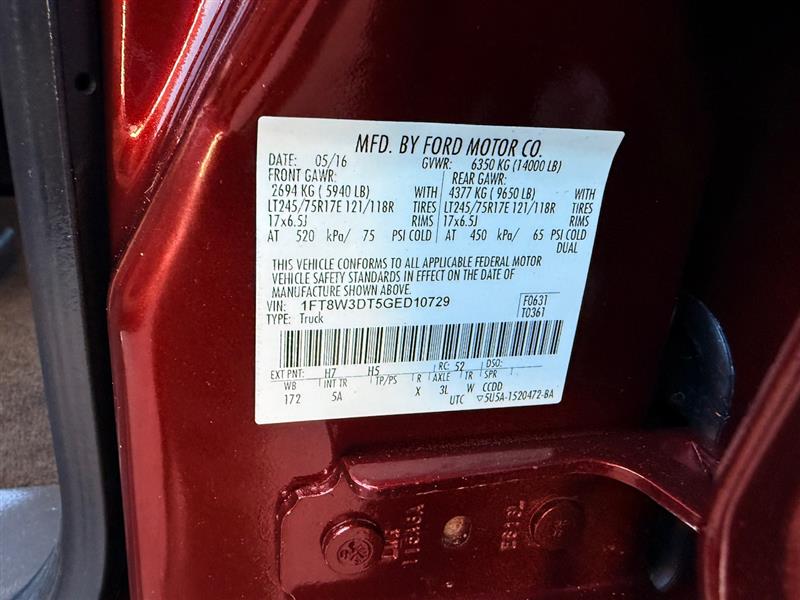 MFD. BY FORD MOTOR CO.
DATE: 05/16 GVWR: 6350 KG (14000 LB)
FRONT GAWR: REAR GAWR:
2694 KG ( 5940 LB) WITH 4377 KG ( 9650 LB) WITH
LT245/75R17E 121/118R TIRES LT245/75R17E 121/118R TIRES
17x6.5J RIMS 17x6.5J RIMS
AT 520 kPa/ 75 PSI COLD AT 450 kPa/ 65 PSI COLD
DUAL
THIS VEHICLE CONFORMS TO ALL APPLICABLE FEDERAL MOTOR
VEHICLE SAFETY STANDARDS IN EFFECT ON THE DATE OF
MANUFACTURE SHOWN ABOVE.
VIN: 1FT8W3DT5GED10729 F0631
TYPE: Truck T0361
EXT PNT: H7 H5 RC: 52 DSO:
WB INT TR TP/PS R AXLE TR SPR
172 5A X 3L W CCDD
UTC ▽5U5A-1520472-BA